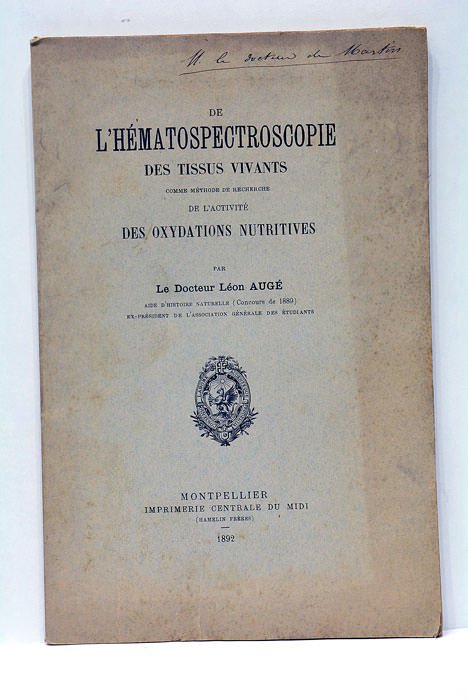 M. le docteur de Martin
DE
L'HÉMATOSPECTROSCOPIE
DES TISSUS VIVANTS
COMME MÉTHODE DE RECHERCHE
DE L'ACTIVITÉ
DES OXYDATIONS NUTRITIVES
PAR
Le Docteur Léon AUGÉ
AIDE D'HISTOIRE NATURELLE (Concours de 1889)
EX-PRÉSIDENT DE L'ASSOCIATION GÉNÉRALE DES ÉTUDIANTS
MONTPELLIER
IMPRIMERIE CENTRALE DU MIDI
(HAMELIN FRÈRES)
1892